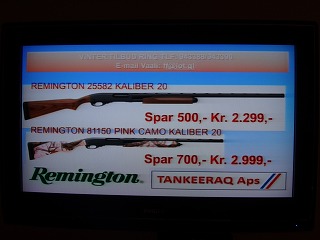 E-mail
REMINGTON 25582 KALIBER 20
Spar 500,- Kr. 2.299,-
REMINGTON 81150 PINK CAMO KALIBER 20
Spar 700,- Kr. 2.999,-
Remington
TANKEERAQ Aps